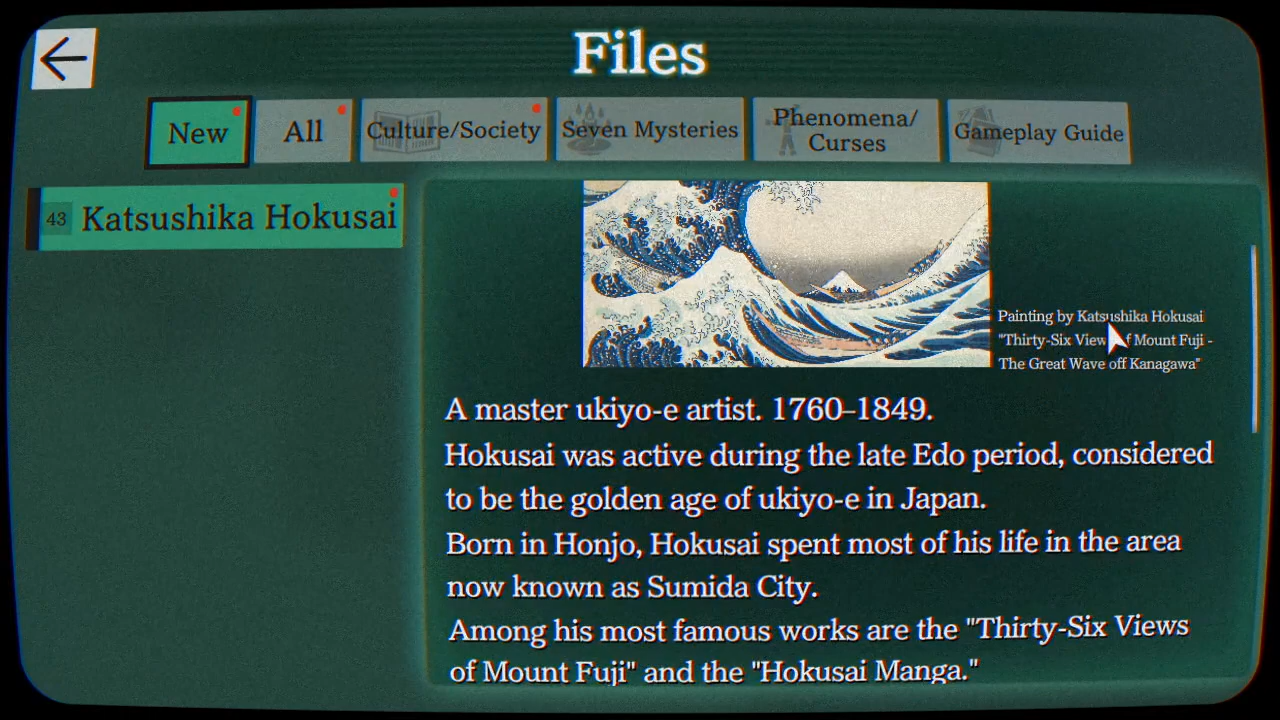 Files
New
All
Culture/Society
Seven Mysteries
Phenomena/
Curses
Gameplay Guide
43 Katsushika Hokusai
Painting by Katsushika Hokusai
"Thirty-Six Views of Mount Fuji -
The Great Wave off Kanagawa"
A master ukiyo-e artist. 1760–1849.
Hokusai was active during the late Edo period, considered
to be the golden age of ukiyo-e in Japan.
Born in Honjo, Hokusai spent most of his life in the area
now known as Sumida City.
Among his most famous works are the "Thirty-Six Views
of Mount Fuji" and the "Hokusai Manga."